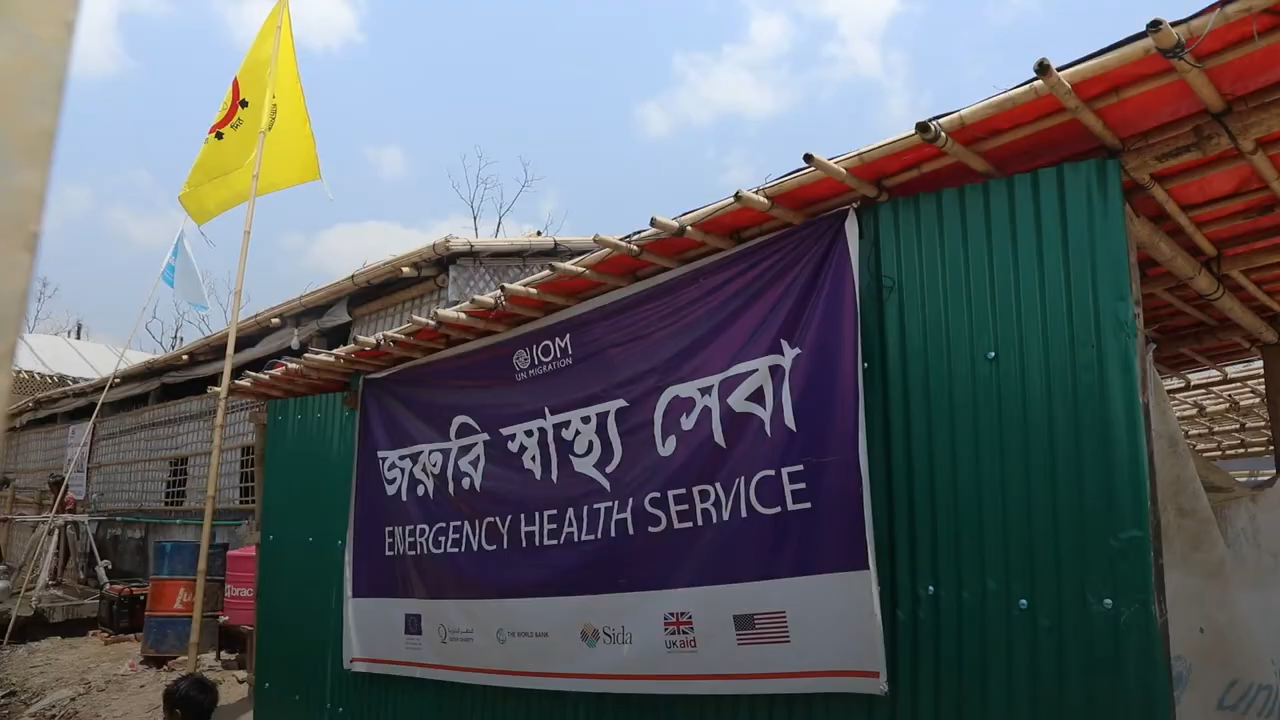 IOM
UN MIGRATION
জরুরি স্বাস্থ্য সেবা
EMERGENCY HEALTH SERVICE
THE WORLD BANK
Sida
UKaid
brac